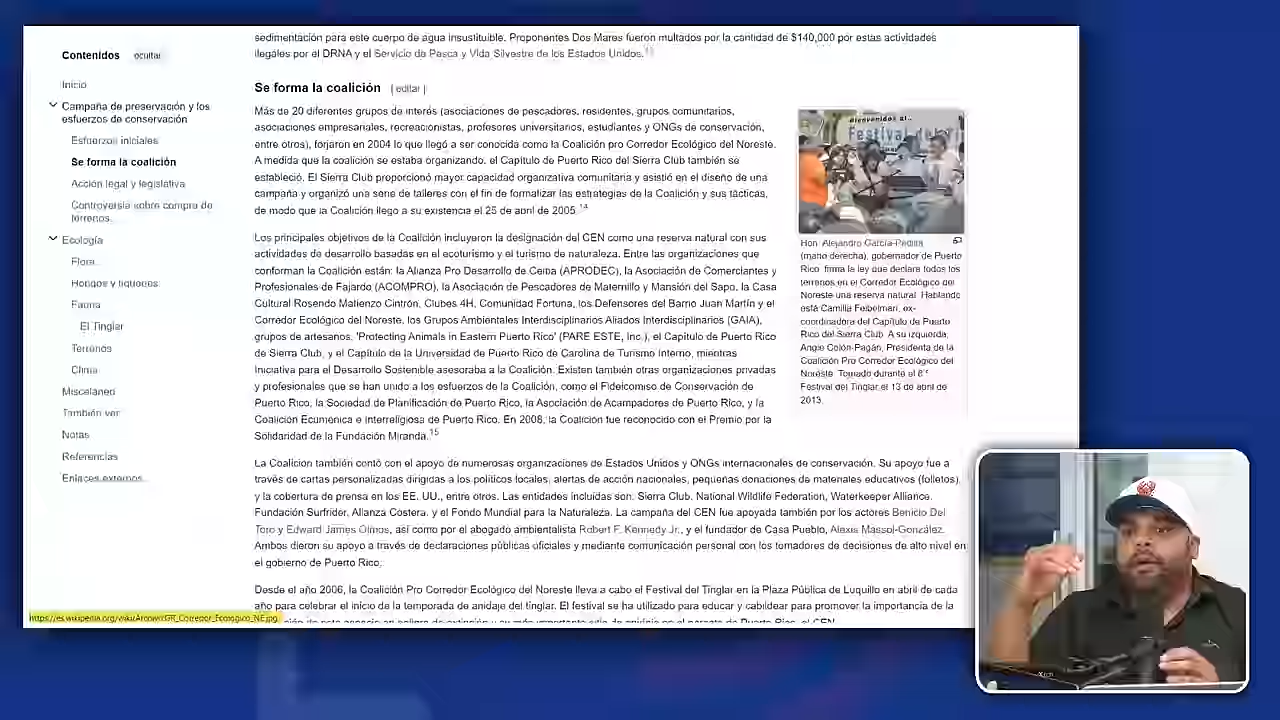 sedimentación para este cuerpo de agua insustituible. Proponentes Dos Mares fueron multados por la cantidad de $140,000 por estas actividades
ilegales por el DRNA y el Servicio de Pesca y Vida Silvestre de los Estados Unidos.
Contenidos ocultar
Inicio
Campaña de preservación y los
esfuerzos de conservación
Esfuerzos iniciales
Se forma la coalición
Acción legal y legislativa
Controversia sobre compra de
terrenos.
Ecología
Flora
Hongos y líquenes
Fauna
El Tinglar
Terrenos
Clima
Misceláneo
También ver
Notas
Referencias
Enlaces externos
Se forma la coalición [ editar ]
Más de 20 diferentes grupos de interés (asociaciones de pescadores, residentes, grupos comunitarios,
asociaciones empresariales, recreacionistas, profesores universitarios, estudiantes y ONGs de conservación,
entre otros), forjaron en 2004 lo que llegó a ser conocida como la Coalición pro Corredor Ecológico del Noreste.
A medida que la coalición se estaba organizando, el Capítulo de Puerto Rico del Sierra Club también se
estableció. El Sierra Club proporcionó mayor capacidad organizativa comunitaria y asistió en el diseño de una
campaña y organizó una serie de talleres con el fin de formalizar las estrategias de la Coalición y sus tácticas,
de modo que la Coalición llego a su existencia el 25 de abril de 2005.14
Los principales objetivos de la Coalición incluyeron la designación del CEN como una reserva natural con sus
actividades de desarrollo basadas en el ecoturismo y el turismo de naturaleza. Entre las organizaciones que
conforman la Coalición están: la Alianza Pro Desarrollo de Ceiba (APRODEC), la Asociación de Comerciantes y
Profesionales de Fajardo (ACOMPRO), la Asociación de Pescadores de Maternillo y Mansión del Sapo, la Casa
Cultural Rosendo Matienzo Cintrón, Clubes 4H, Comunidad Fortuna, los Defensores del Barrio Juan Martín y el
Corredor Ecológico del Noreste, los Grupos Ambientales Interdisciplinarios Aliados Interdisciplinarios (GAIA),
grupos de artesanos, 'Protecting Animals in Eastern Puerto Rico' (PARE ESTE, Inc.), el Capítulo de Puerto Rico
de Sierra Club, y el Capítulo de la Universidad de Puerto Rico de Carolina de Turismo Interno, mientras
Iniciativa para el Desarrollo Sostenible asesoraba a la Coalición. Existen también otras organizaciones privadas
y profesionales que se han unido a los esfuerzos de la Coalición, como el Fideicomiso de Conservación de
Puerto Rico, la Sociedad de Planificación de Puerto Rico, la Asociación de Acampadores de Puerto Rico, y la
Coalición Ecuménica e Interreligiosa de Puerto Rico. En 2008, la Coalición fue reconocido con el Premio por la
Solidaridad de la Fundación Miranda.15
Bienvenidos al...
Festival del
Hon. Alejandro García-Padilla
(mano derecha), gobernador de Puerto
Rico, firma la ley que declara todos los
terrenos en el Corredor Ecológico del
Noreste una reserva natural. Hablando
está Camilla Feibelman, ex-
coordinadora del Capítulo de Puerto
Rico del Sierra Club. A su izquierda,
Angie Colón-Pagán, Presidenta de la
Coalición Pro Corredor Ecológico del
Noreste. Tomado durante el 8°
Festival del Tinglar el 13 de abril de
2013.
La Coalición también contó con el apoyo de numerosas organizaciones de Estados Unidos y ONGs internacionales de conservación. Su apoyo fue a
través de cartas personalizadas dirigidas a los políticos locales, alertas de acción nacionales, pequeñas donaciones de materiales educativos (folletos),
y la cobertura de prensa en los EE. UU., entre otros. Las entidades incluidas son: Sierra Club, National Wildlife Federation, Waterkeeper Alliance,
Fundación Surfrider, Alianza Costera, y el Fondo Mundial para la Naturaleza. La campaña del CEN fue apoyada también por los actores Benicio Del
Toro y Edward James Olmos, así como por el abogado ambientalista Robert F. Kennedy Jr., y el fundador de Casa Pueblo, Alexis Massol-González.
Ambos dieron su apoyo a través de declaraciones públicas oficiales y mediante comunicación personal con los tomadores de decisiones de alto nivel en
el gobierno de Puerto Rico.
Desde el año 2006, la Coalición Pro Corredor Ecológico del Noreste lleva a cabo el Festival del Tinglar en la Plaza Pública de Luquillo en abril de cada
año para celebrar el inicio de la temporada de anidaje del tinglar. El festival se ha utilizado para educar y cabildear para promover la importancia de la
https://es.wikipedia.org/wiki/Archivo:GR_Corredor_Ecologico_NE.jpg